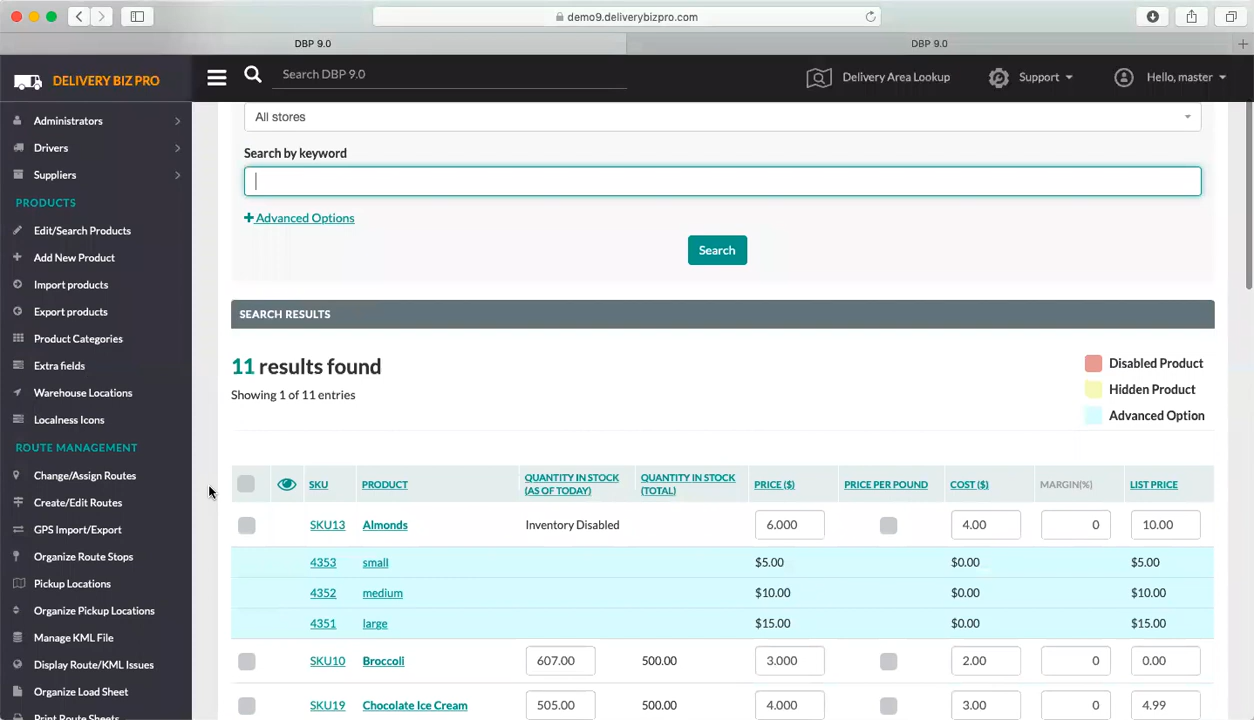 demo9.deliverybizpro.com
DBP 9.0
DBP 9.0
DELIVERY BIZ PRO
Search DBP 9.0
Delivery Area Lookup
Support
Hello, master
Administrators
Drivers
Suppliers
PRODUCTS
Edit/Search Products
Add New Product
Import products
Export products
Product Categories
Extra fields
Warehouse Locations
Localness Icons
ROUTE MANAGEMENT
Change/Assign Routes
Create/Edit Routes
GPS Import/Export
Organize Route Stops
Pickup Locations
Organize Pickup Locations
Manage KML File
Display Route/KML Issues
Organize Load Sheet
Print Route Sheets
All stores
Search by keyword
Advanced Options
Search
SEARCH RESULTS
11 results found
Showing 1 of 11 entries
Disabled Product
Hidden Product
Advanced Option
SKU PRODUCT QUANTITY IN STOCK (AS OF TODAY) QUANTITY IN STOCK (TOTAL) PRICE ($) PRICE PER POUND COST ($) MARGIN(%) LIST PRICE
SKU13 Almonds Inventory Disabled 6.000 4.00 0 10.00
4353 small $5.00 $0.00 $5.00
4352 medium $10.00 $0.00 $10.00
4351 large $15.00 $0.00 $15.00
SKU10 Broccoli 607.00 500.00 3.000 2.00 0 0.00
SKU19 Chocolate Ice Cream 505.00 500.00 4.000 3.00 0 4.99